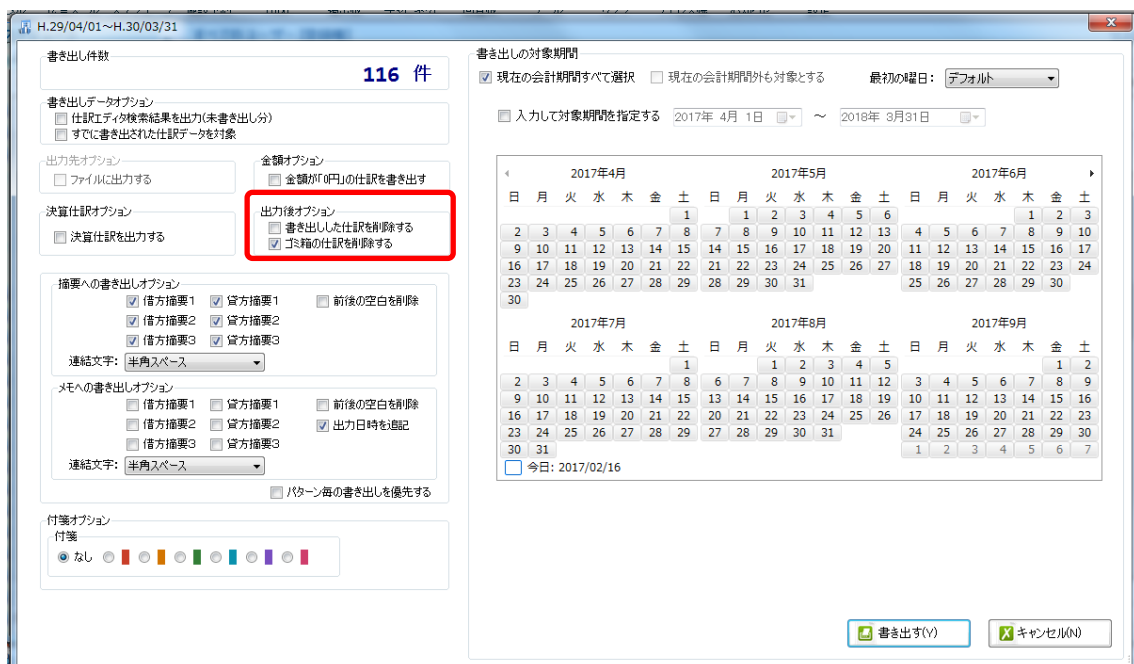 H.29/04/01～H.30/03/31
書き出し件数
116 件
書き出しデータオプション
仕訳エディタ検索結果を出力(未書き出し分)
すでに書き出された仕訳データを対象
出力先オプション
ファイルに出力する
金額オプション
金額が「0円」の仕訳を書き出す
決算仕訳オプション
決算仕訳を出力する
出力後オプション
書き出しした仕訳を削除する
ゴミ箱の仕訳を削除する
摘要への書き出しオプション
借方摘要1 貸方摘要1 前後の空白を削除
借方摘要2 貸方摘要2
借方摘要3 貸方摘要3
連結文字: 半角スペース
メモへの書き出しオプション
借方摘要1 貸方摘要1 前後の空白を削除
借方摘要2 貸方摘要2 出力日時を追記
借方摘要3 貸方摘要3
連結文字: 半角スペース
パターン毎の書き出しを優先する
付箋オプション
付箋
なし
書き出しの対象期間
現在の会計期間すべて選択 現在の会計期間外も対象とする 最初の曜日: デフォルト
入力して対象期間を指定する 2017年 4月 1日 ～ 2018年 3月31日
2017年4月 2017年5月 2017年6月
日 月 火 水 木 金 土 日 月 火 水 木 金 土 日 月 火 水 木 金 土
1 1 2 3 4 5 6 1 2 3
2 3 4 5 6 7 8 7 8 9 10 11 12 13 4 5 6 7 8 9 10
9 10 11 12 13 14 15 14 15 16 17 18 19 20 11 12 13 14 15 16 17
16 17 18 19 20 21 22 21 22 23 24 25 26 27 18 19 20 21 22 23 24
23 24 25 26 27 28 29 28 29 30 31 25 26 27 28 29 30
30
2017年7月 2017年8月 2017年9月
日 月 火 水 木 金 土 日 月 火 水 木 金 土 日 月 火 水 木 金 土
1 1 2 3 4 5 1 2
2 3 4 5 6 7 8 6 7 8 9 10 11 12 3 4 5 6 7 8 9
9 10 11 12 13 14 15 13 14 15 16 17 18 19 10 11 12 13 14 15 16
16 17 18 19 20 21 22 20 21 22 23 24 25 26 17 18 19 20 21 22 23
23 24 25 26 27 28 29 27 28 29 30 31 24 25 26 27 28 29 30
30 31 1 2 3 4 5 6 7
今日: 2017/02/16
書き出す(Y) キャンセル(N)